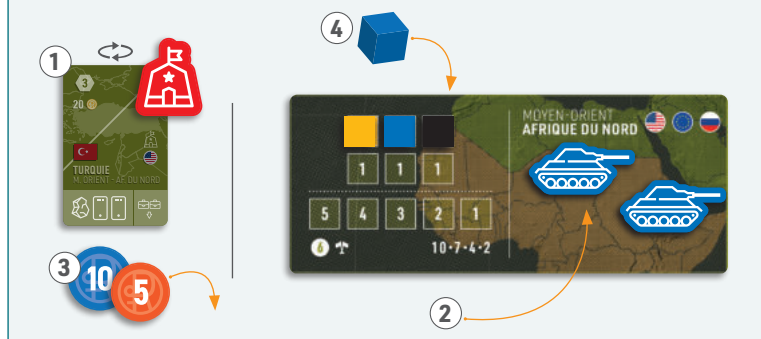 1
3
20
TURQUIE
M. ORIENT - AF. DU NORD
3
10
5
4
MOYEN-ORIENT
AFRIQUE DU NORD
1 1 1
5 4 3 2 1
6
10·7·4·2
2